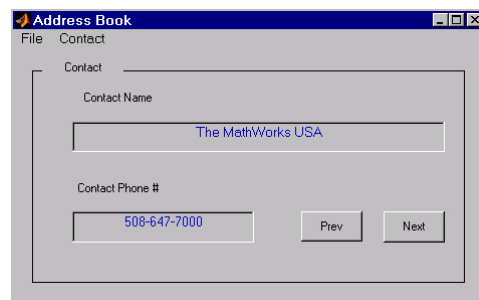 Address Book
File Contact
Contact
Contact Name
The MathWorks USA
Contact Phone #
508-647-7000
Prev Next